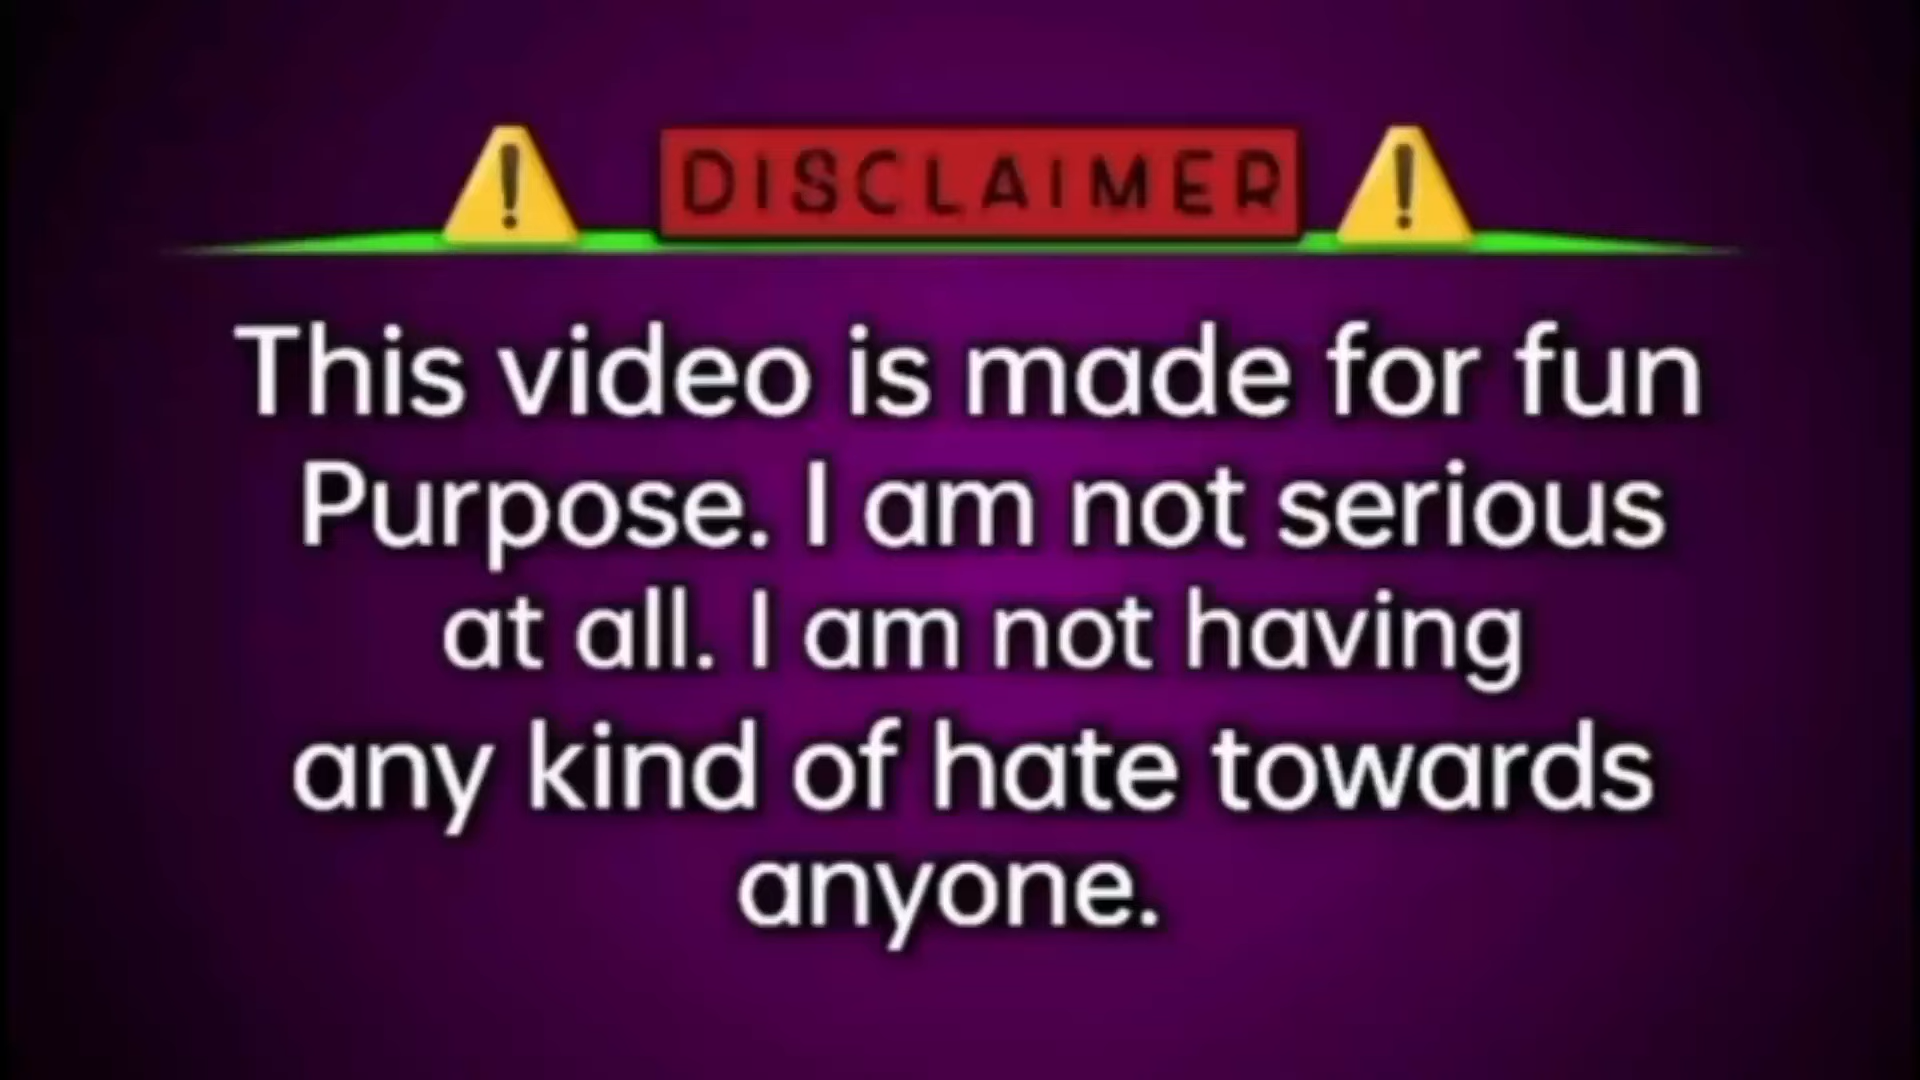 DISCLAIMER
This video is made for fun
Purpose. I am not serious
at all. I am not having
any kind of hate towards
anyone.